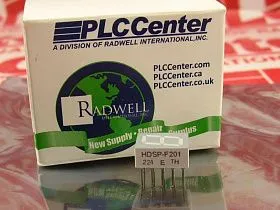 PLCCenter
A DIVISION OF RADWELL INTERNATIONAL, INC.
PLCCenter.com
PLCCenter.ca
PLCCenter.co.uk
RADWELL
New Supply · Repair · Surplus
HDSP-F201
224 E TH